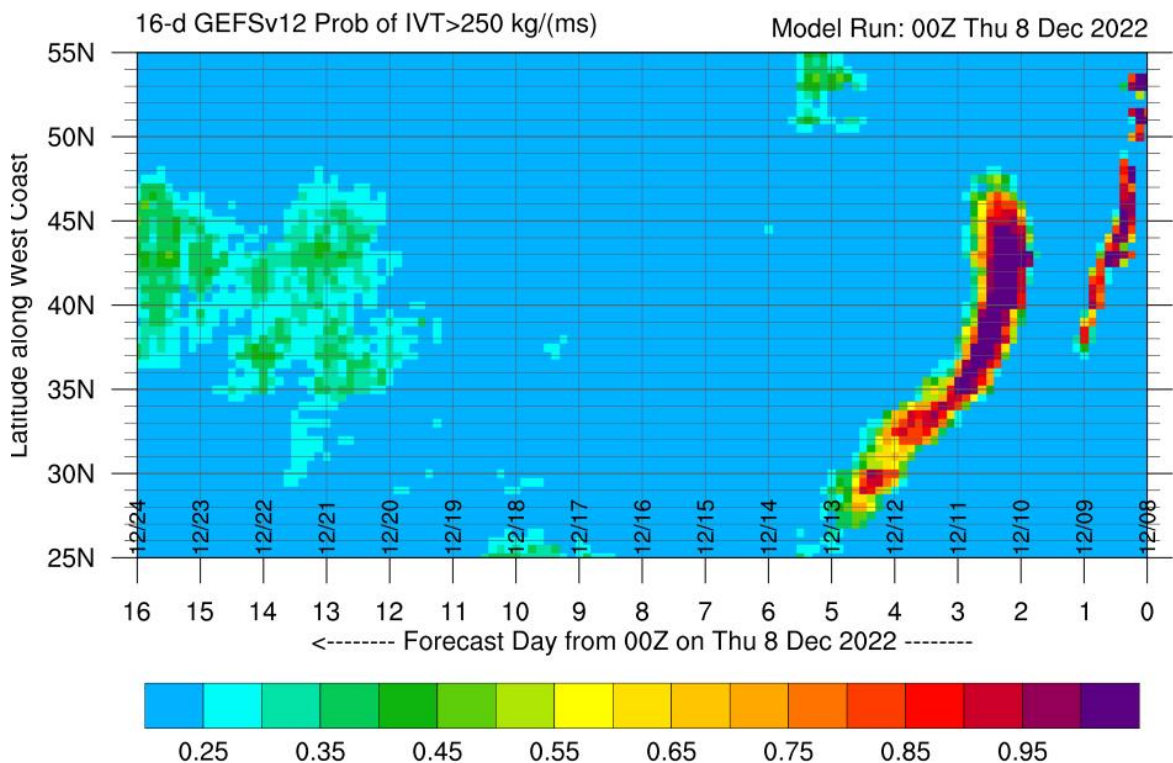 16-d GEFSv12 Prob of IVT>250 kg/(ms)
Model Run: 00Z Thu 8 Dec 2022
Latitude along West Coast
55N
50N
45N
40N
35N
30N
25N
12/24 12/23 12/22 12/21 12/20 12/19 12/18 12/17 12/16 12/15 12/14 12/13 12/12 12/11 12/10 12/09 12/08
16 15 14 13 12 11 10 9 8 7 6 5 4 3 2 1 0
<-------- Forecast Day from 00Z on Thu 8 Dec 2022 --------
0.25 0.35 0.45 0.55 0.65 0.75 0.85 0.95